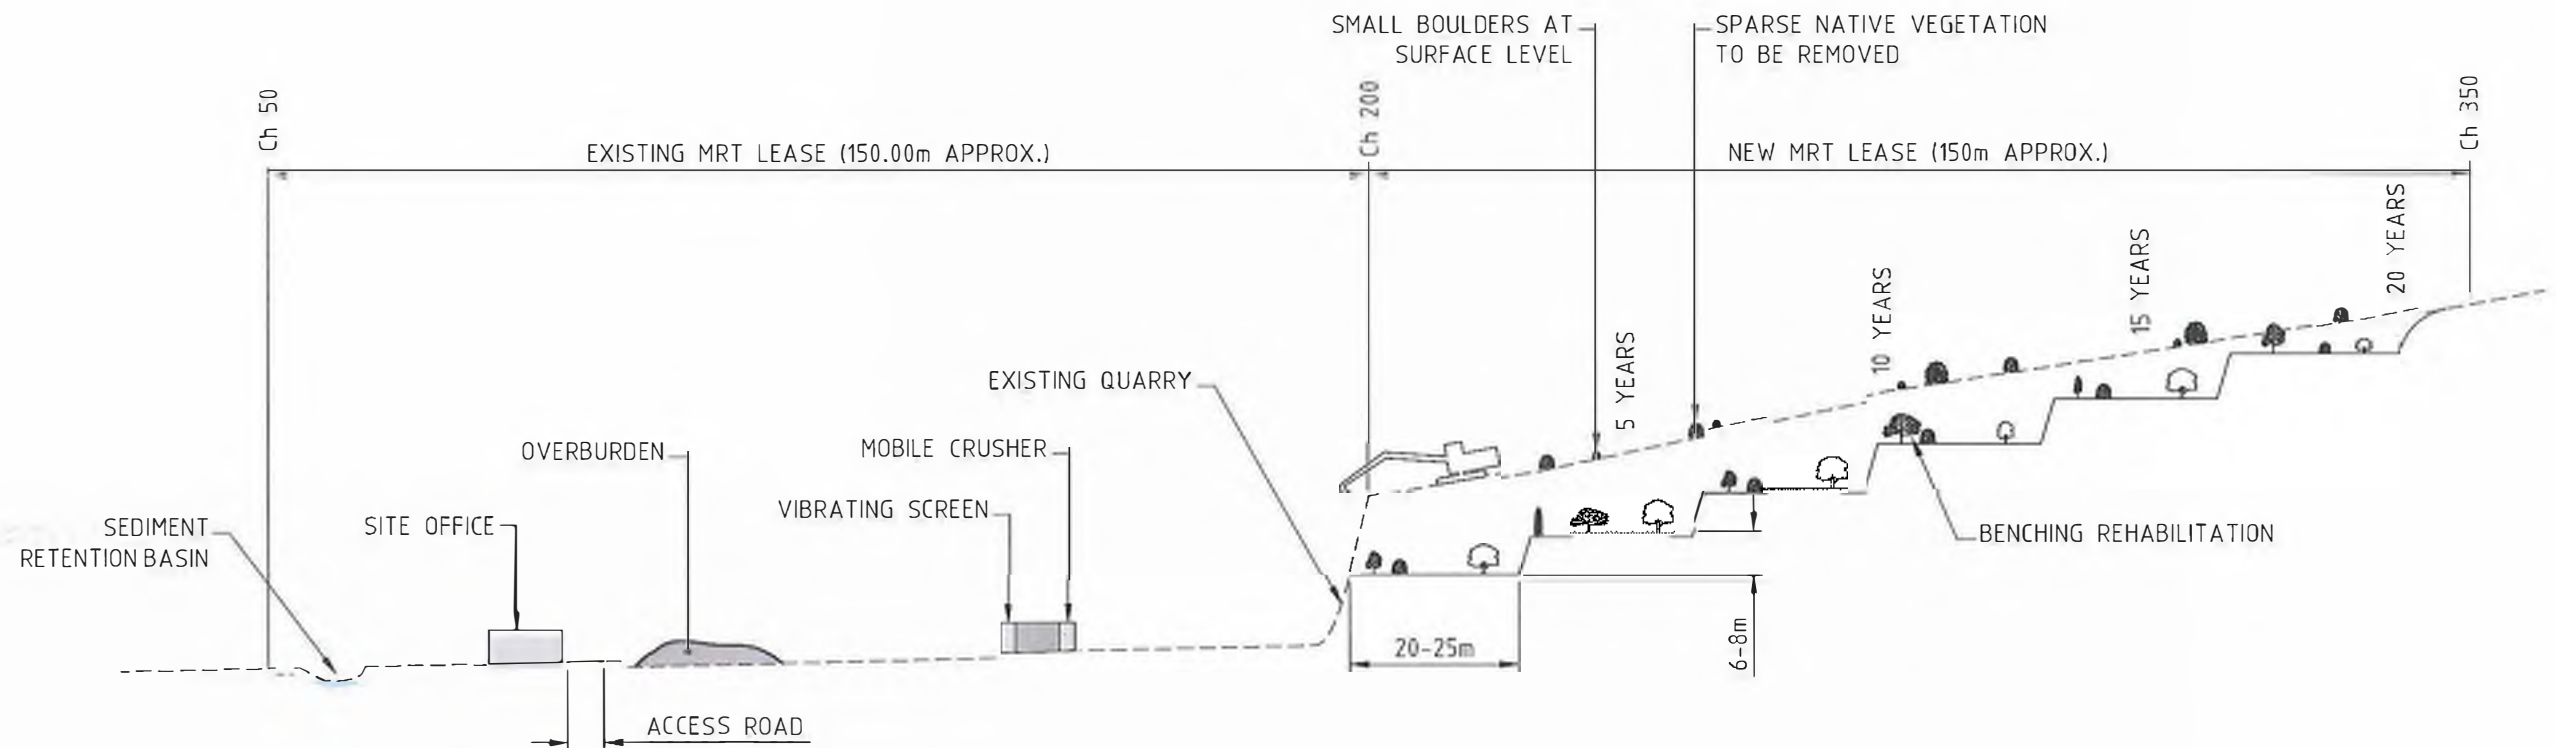 SMALL BOULDERS AT
SURFACE LEVEL
SPARSE NATIVE VEGETATION
TO BE REMOVED
Ch 50
Ch 200
Ch 350
EXISTING MRT LEASE (150.00m APPROX.)
NEW MRT LEASE (150m APPROX.)
20 YEARS
15 YEARS
10 YEARS
5 YEARS
EXISTING QUARRY
OVERBURDEN
MOBILE CRUSHER
VIBRATING SCREEN
SEDIMENT
RETENTION BASIN
SITE OFFICE
BENCHING REHABILITATION
20-25m
6-8m
ACCESS ROAD